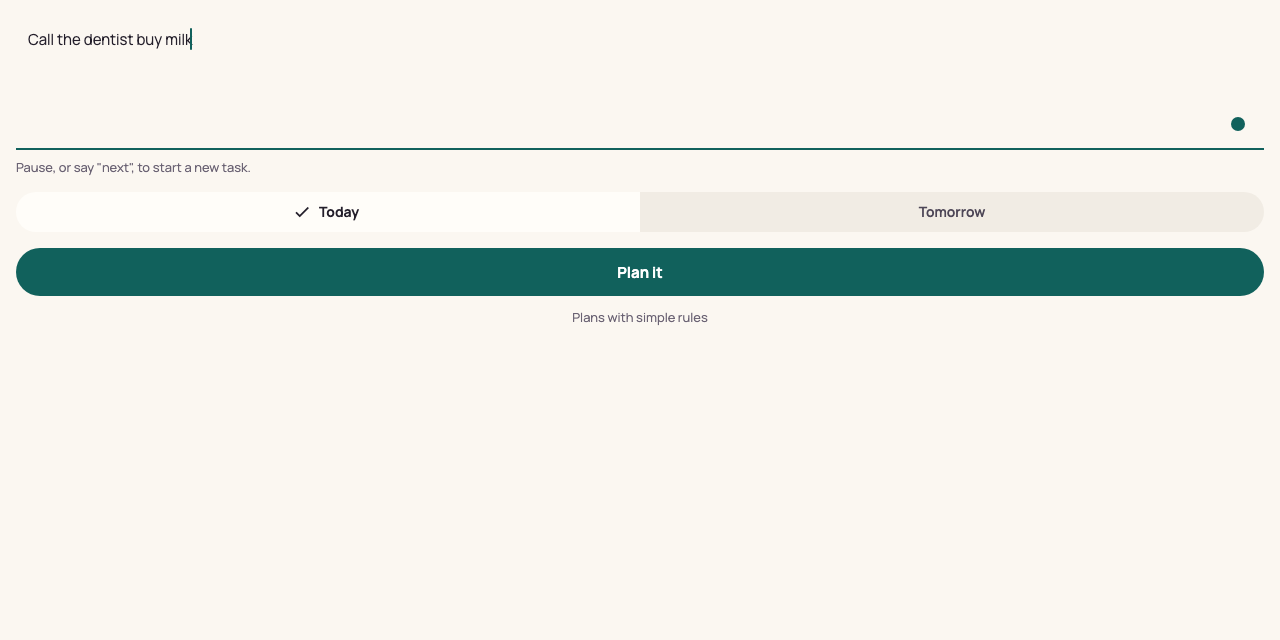 Call the dentist buy milk
Pause, or say "next", to start a new task.
Today
Tomorrow
Plan it
Plans with simple rules